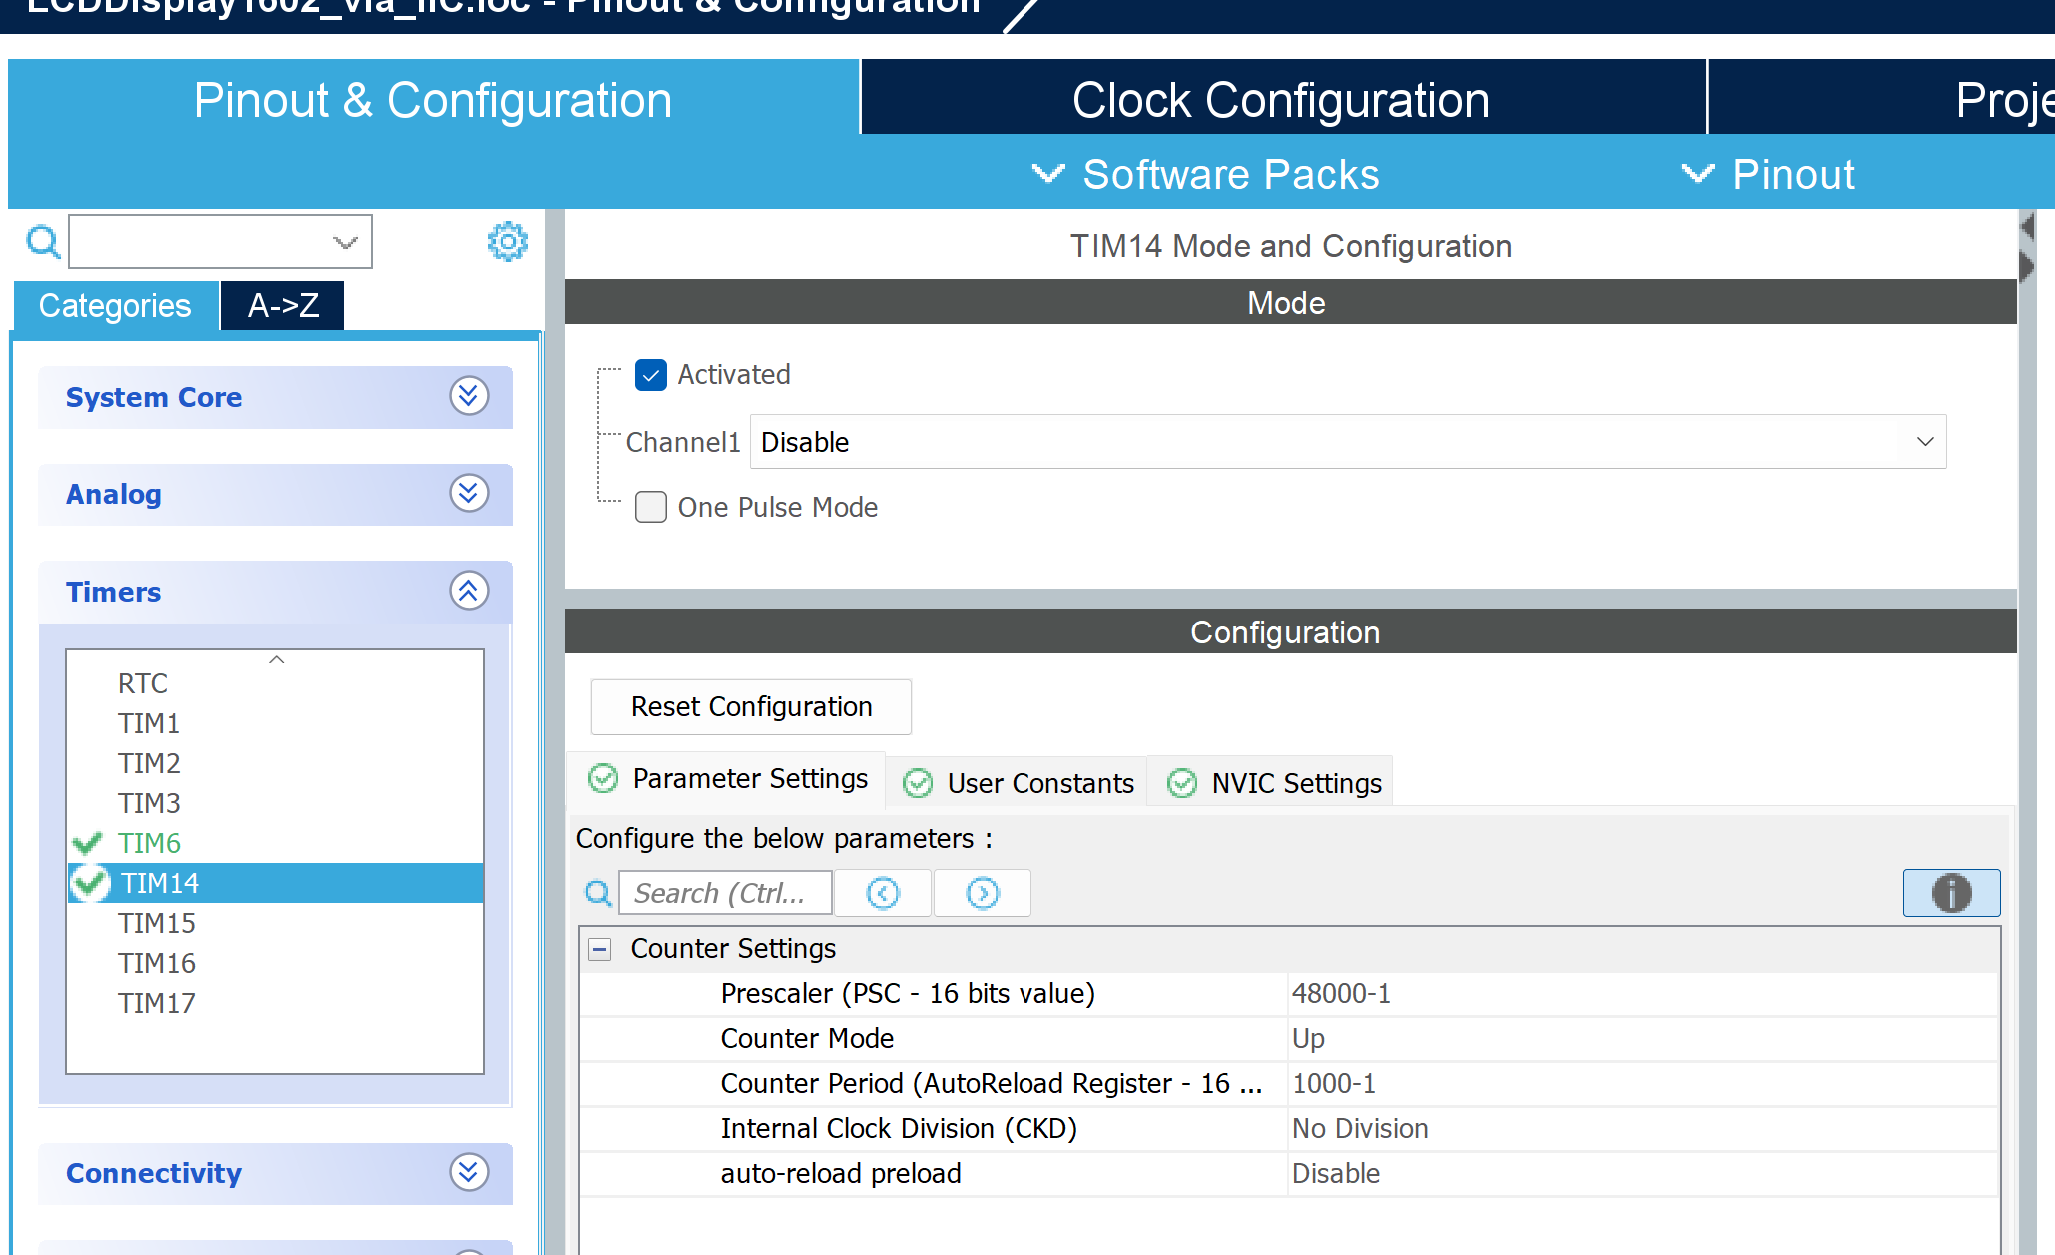 LCDDisplay1602_via_IIC.ioc - Pinout & Configuration
Pinout & Configuration
Clock Configuration
Proje
Software Packs
Pinout
Categories
A->Z
System Core
Analog
Timers
RTC
TIM1
TIM2
TIM3
TIM6
TIM14
TIM15
TIM16
TIM17
Connectivity
TIM14 Mode and Configuration
Mode
Activated
Channel1 Disable
One Pulse Mode
Configuration
Reset Configuration
Parameter Settings
User Constants
NVIC Settings
Configure the below parameters :
Search (Ctrl...
Counter Settings
Prescaler (PSC - 16 bits value) 48000-1
Counter Mode Up
Counter Period (AutoReload Register - 16 ... 1000-1
Internal Clock Division (CKD) No Division
auto-reload preload Disable